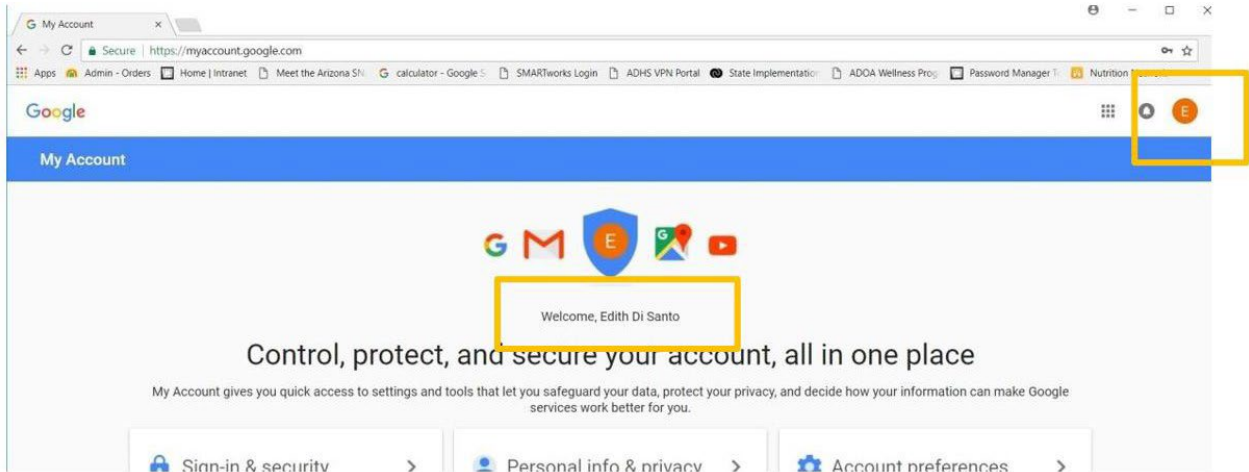 G My Account
Secure | https://myaccount.google.com
Apps Admin - Orders Home | Intranet Meet the Arizona SN G calculator - Google S SMARTworks Login ADHS VPN Portal State Implementation ADOA Wellness Prog Password Manager Nutrition
Google E
My Account
G E G
Welcome, Edith Di Santo
Control, protect, and secure your account, all in one place
My Account gives you quick access to settings and tools that let you safeguard your data, protect your privacy, and decide how your information can make Google
services work better for you.
Sign-in & security Personal info & privacy Account preferences